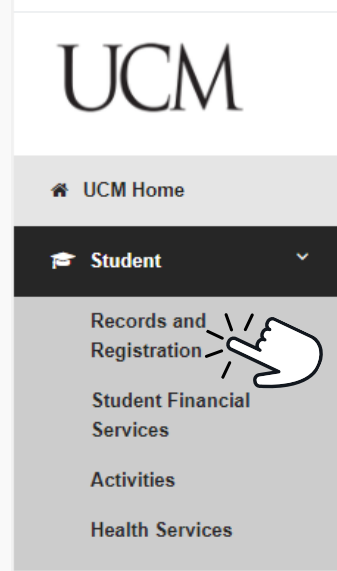 UCM
UCM Home
Student
Records and
Registration
Student Financial
Services
Activities
Health Services